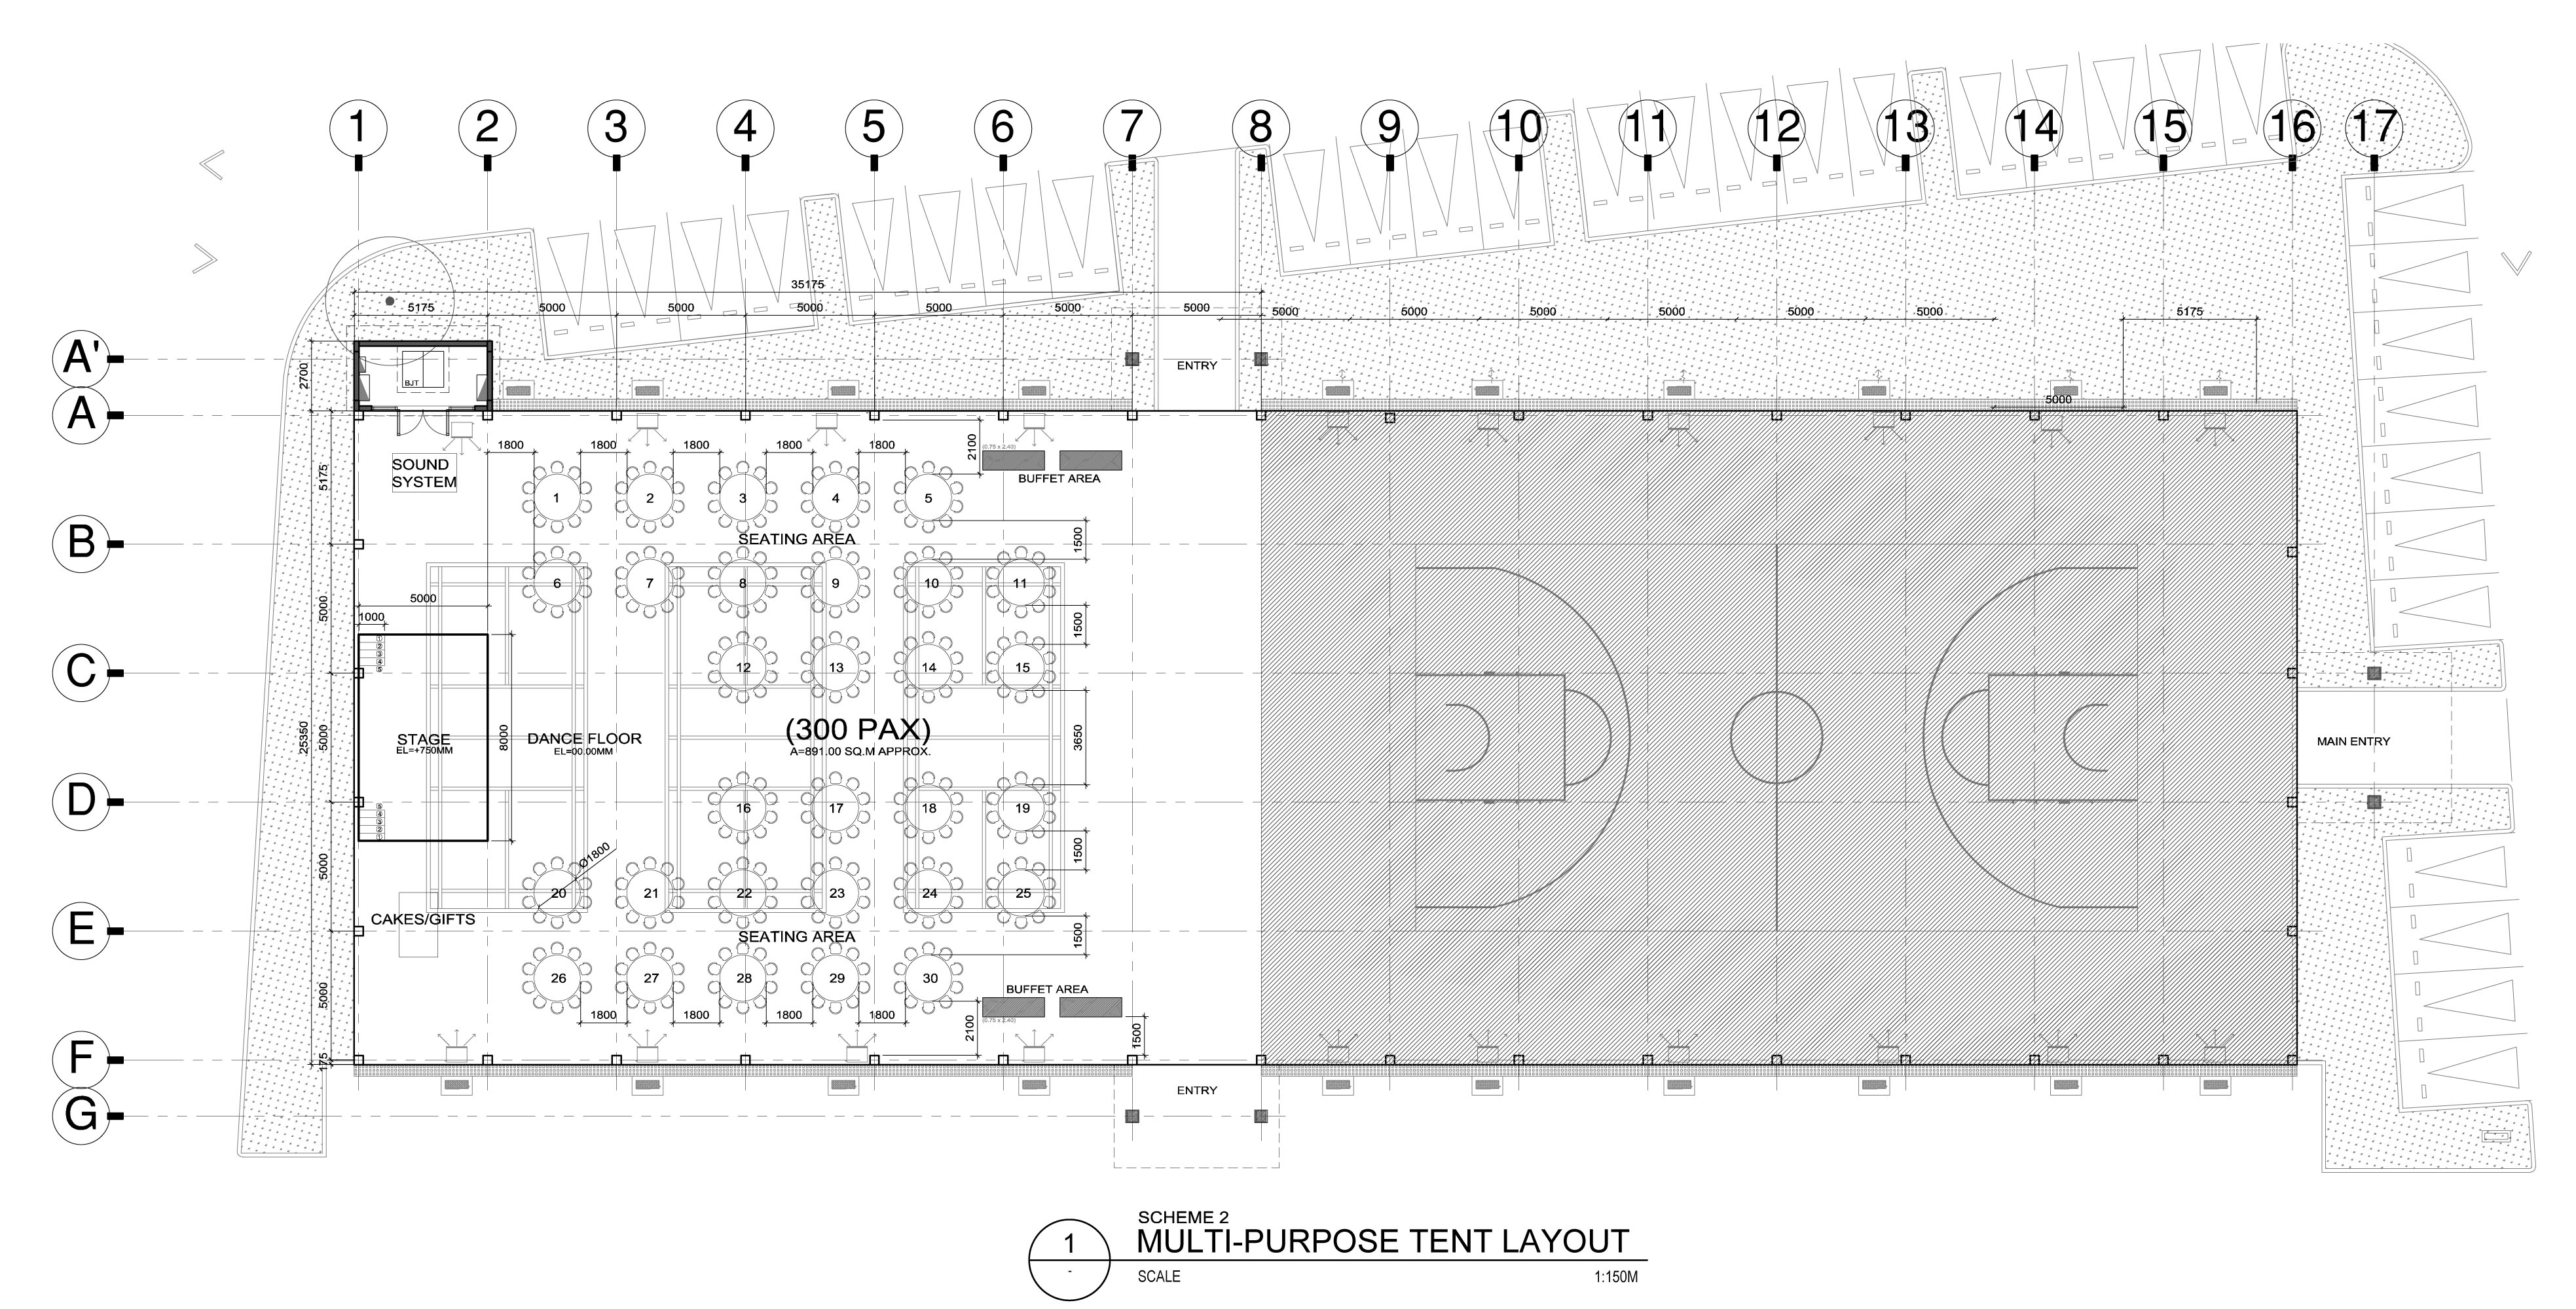 1 2 3 4 5 6 7 8 9 10 11 12 13 14 15 16 17
35175
5175 5000 5000 5000 5000 5000 5000 5000 5000 5000 5000 5000 5000 5175
A'
2700
BJT
ENTRY
5000
A
1800 1800 1800 1800 1800
2100
(0.75 x 2.40)
SOUND
SYSTEM
BUFFET AREA
5175
1 2 3 4 5
B
SEATING AREA
1500
6 7 8 9 10 11
5000
5000
1000
1500
C
12 13 14 15
25350
5000
STAGE
EL=+750MM
8000
DANCE FLOOR
EL=00.00MM
(300 PAX)
A=891.00 SQ.M APPROX.
3650
MAIN ENTRY
D
16 17 18 19
5000
Ø1800
1500
20 21 22 23 24 25
CAKES/GIFTS
E
SEATING AREA
1500
26 27 28 29 30
BUFFET AREA
5000
(0.75 x 2.40)
1800 1800 1800 1800
2100
1500
F
175
ENTRY
G
SCHEME 2
1
MULTI-PURPOSE TENT LAYOUT
-
SCALE 1:150M